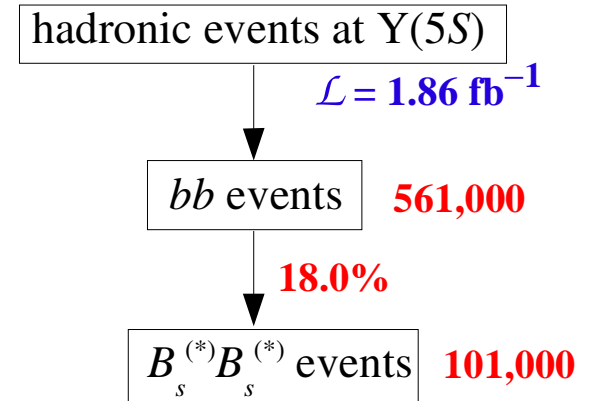 hadronic events at Υ(5S)
ℒ = 1.86 fb⁻¹
bb events 561,000
18.0%
Bₛ⁽*⁾Bₛ⁽*⁾ events 101,000